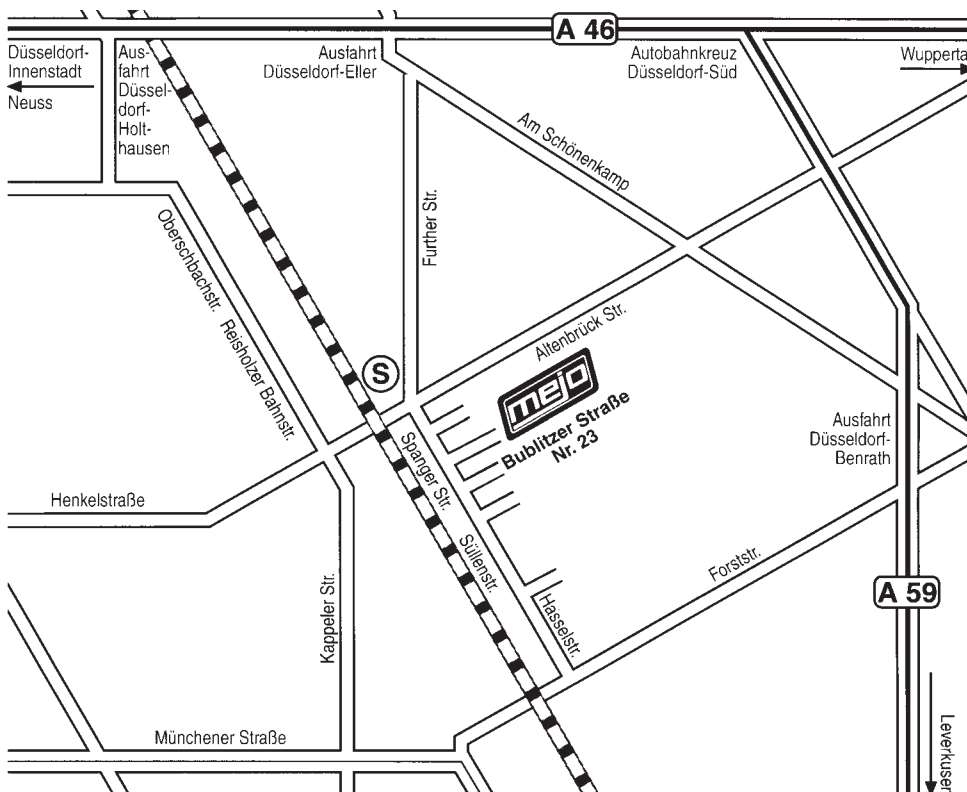 A 46
Düsseldorf-
Innenstadt
Neuss
Aus-
fahrt
Düssel-
dorf-
Holt-
hausen
Ausfahrt
Düsseldorf-Eller
Autobahnkreuz
Düsseldorf-Süd
Wupperta
Am Schönenkamp
Further Str.
Oberschbachstr.
Reisholzer Bahnstr.
Altenbrück Str.
S
mejo
Bublitzer Straße
Nr. 23
Ausfahrt
Düsseldorf-
Benrath
Spanger Str.
Henkelstraße
Süllenstr.
Forststr.
A 59
Kappeler Str.
Hasselstr.
Münchener Straße
Leverkusen